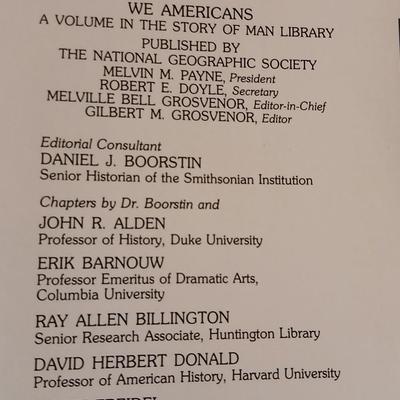 WE AMERICANS
A VOLUME IN THE STORY OF MAN LIBRARY
PUBLISHED BY
THE NATIONAL GEOGRAPHIC SOCIETY
MELVIN M. PAYNE, President
ROBERT E. DOYLE, Secretary
MELVILLE BELL GROSVENOR, Editor-in-Chief
GILBERT M. GROSVENOR, Editor
Editorial Consultant
DANIEL J. BOORSTIN
Senior Historian of the Smithsonian Institution
Chapters by Dr. Boorstin and
JOHN R. ALDEN
Professor of History, Duke University
ERIK BARNOUW
Professor Emeritus of Dramatic Arts,
Columbia University
RAY ALLEN BILLINGTON
Senior Research Associate, Huntington Library
DAVID HERBERT DONALD
Professor of American History, Harvard University